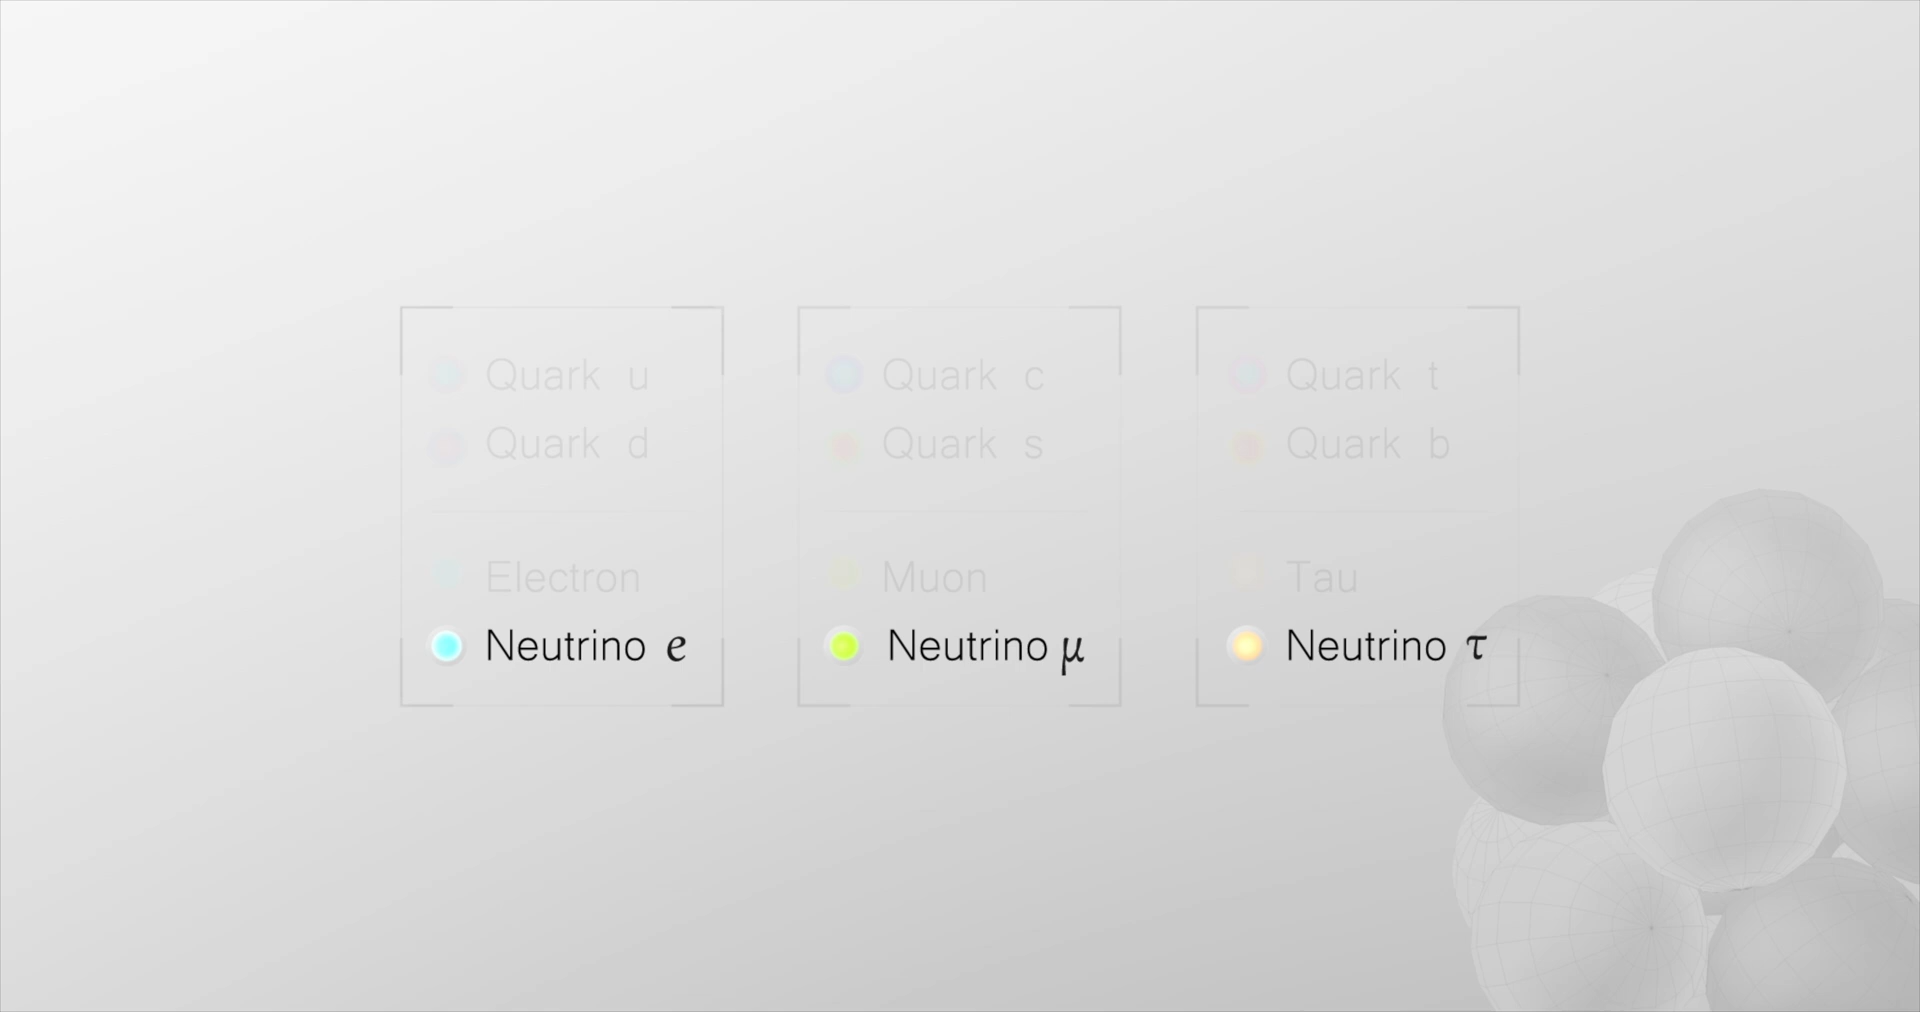 Quark u
Quark d
Electron
Neutrino e
Quark c
Quark s
Muon
Neutrino μ
Quark t
Quark b
Tau
Neutrino τ